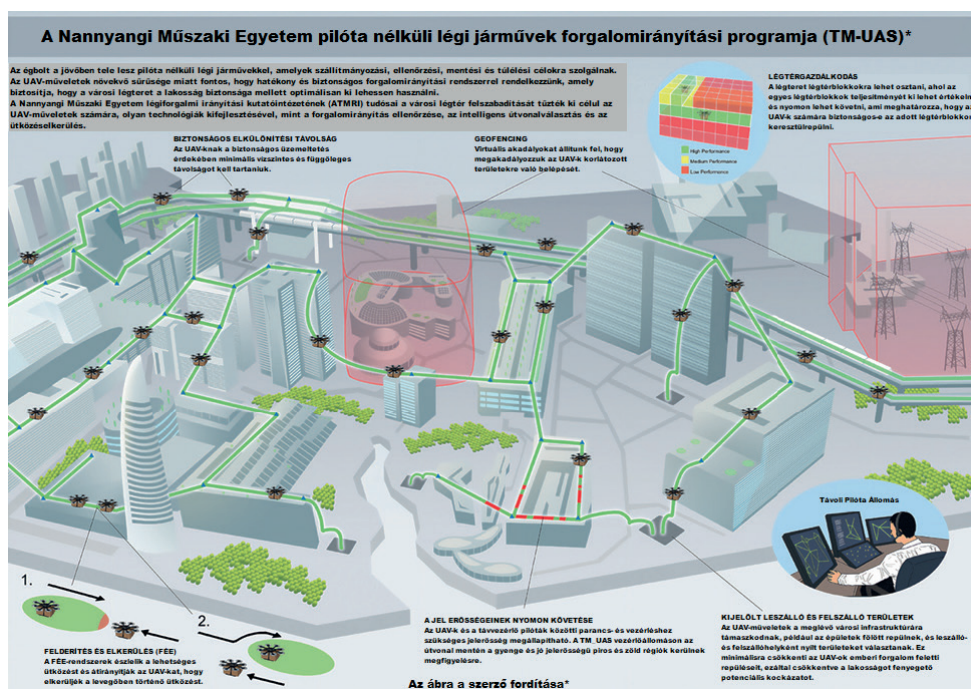 A Nannyangi Műszaki Egyetem pilóta nélküli légi járművek forgalomirányítási programja (TM-UAS)*
Az égbolt a jövőben tele lesz pilóta nélküli légi járművekkel, amelyek szállítmányozási, ellenőrzési, mentési és túlélési célokra szolgálnak.
Az UAV-műveletek növekvő sűrűsége miatt fontos, hogy hatékony és biztonságos forgalomirányítási rendszerrel rendelkezzünk, amely
biztosítja, hogy a városi légteret a lakosság biztonsága mellett optimálisan ki lehessen használni.
A Nannyangi Műszaki Egyetem légiforgalmi irányítási kutatóintézetének (ATMRI) tudósai a városi légtér felszabadítását tűzték ki célul az
UAV-műveletek számára, olyan technológiák kifejlesztésével, mint a forgalomirányítás ellenőrzése, az intelligens útvonalválasztás és az
ütközéselkerülés.
LÉGTÉRGAZDÁLKODÁS
A légteret légtérblokkokra lehet osztani, ahol az
egyes légtérblokkok teljesítményét ki lehet értékelni
és nyomon lehet követni, ami meghatározza, hogy az
UAV-k számára biztonságos-e az adott légtérblokkon
keresztülrepülni.
High Performance
Medium Performance
Low Performance
BIZTONSÁGOS ELKÜLÖNÍTÉSI TÁVOLSÁG
Az UAV-knak a biztonságos üzemeltetés
érdekében minimális vízszintes és függőleges
távolságot kell tartaniuk.
GEOFENCING
Virtuális akadályokat állítunk fel, hogy
megakadályozzuk az UAV-k korlátozott
területekre való belépését.
Távoli Pilóta Állomás
1.
2.
FELDERÍTÉS ÉS ELKERÜLÉS (FÉE)
A FÉE-rendszerek észlelik a lehetséges
ütközést és átirányítják az UAV-kat, hogy
elkerüljék a levegőben történő ütközést.
A JEL ERŐSSÉGEINEK NYOMON KÖVETÉSE
Az UAV-k és a távvezérlő pilóták közötti parancs- és vezérléshez
szükséges jelerősség megállapítható. A TM_UAS vezérlőállomáson az
útvonal mentén a gyenge és jó jelerősségű piros és zöld régiók kerülnek
megfigyelésre.
KIJELÖLT LESZÁLLÓ ÉS FELSZÁLLÓ TERÜLETEK
Az UAV-műveletek a meglévő városi infrastruktúrára
támaszkodnak, például az épületek fölött repülnek, és leszálló-
és felszállóhelyként nyílt területeket választanak. Ez
minimálisra csökkenti az UAV-ok emberi forgalom feletti
repüléseit, ezáltal csökkentve a lakosságot fenyegető
potenciális kockázatot.
Az ábra a szerző fordítása*